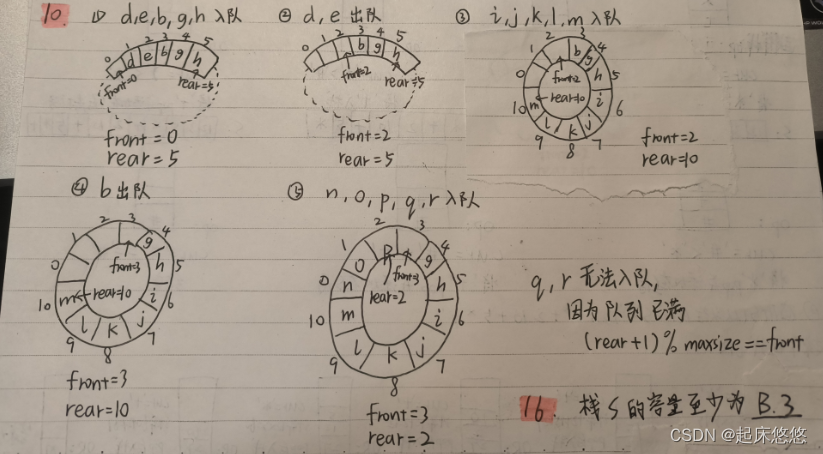 10. ① d,e,b,g,h 入队
0 1 2 3 4 5
d e b g h
front=0
rear=5
front=0
rear=5
② d,e 出队
0 1 2 3 4 5
b g h
front=2
rear=5
front=2
rear=5
③ i,j,k,l,m 入队
0 1 2 3 4 5 6 7 8 9 10
b g h i j k l m
front=2
rear=10
front=2
rear=10
④ b 出队
0 1 2 3 4 5 6 7 8 9 10
g h i j k l m
front=3
rear=10
front=3
rear=10
⑤ n,o,p,q,r 入队
0 1 2 3 4 5 6 7 8 9 10
n o p g h i j k l m
front=3
rear=2
front=3
rear=2
q,r 无法入队,
因为队列已满
(rear+1)%maxsize==front
16. 栈 S 的容量至少为 B.3
CSDN @起床悠悠